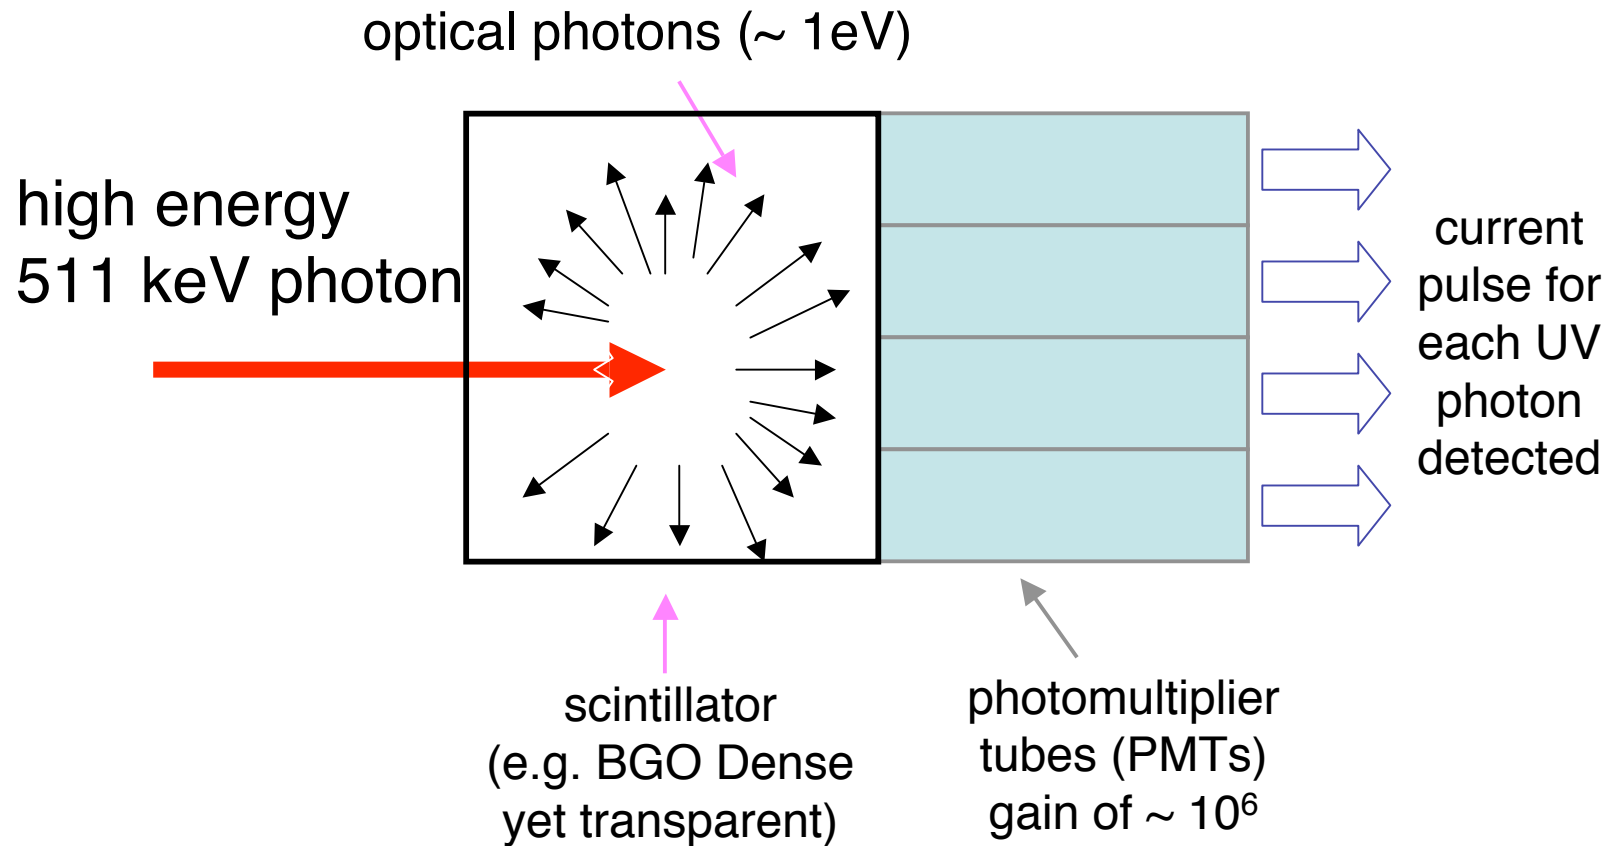 optical photons (~ 1eV)
high energy
511 keV photon
current
pulse for
each UV
photon
detected
scintillator
(e.g. BGO Dense
yet transparent)
photomultiplier
tubes (PMTs)
gain of ~ 10⁶